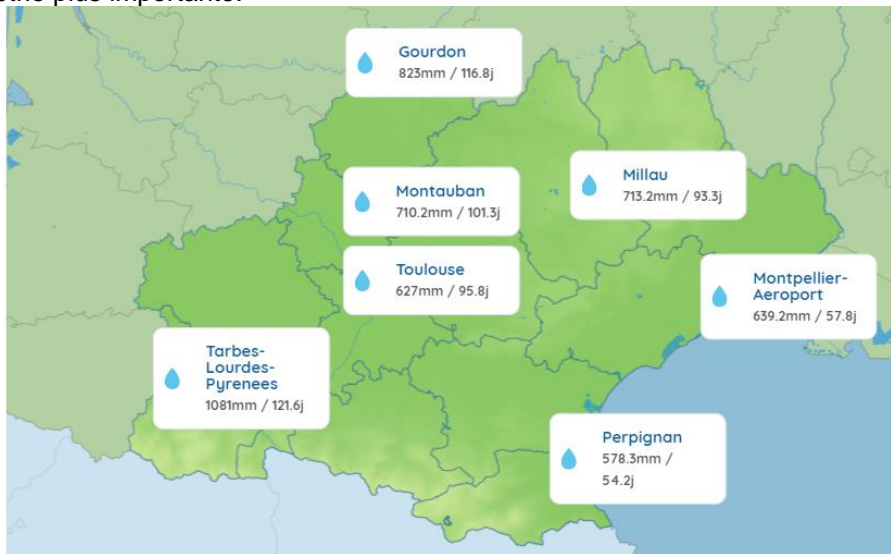 Gourdon
823mm / 116.8j
Millau
713.2mm / 93.3j
Montauban
710.2mm / 101.3j
Toulouse
627mm / 95.8j
Montpellier-
Aeroport
639.2mm / 57.8j
Tarbes-
Lourdes-
Pyrenees
1081mm / 121.6j
Perpignan
578.3mm /
54.2j